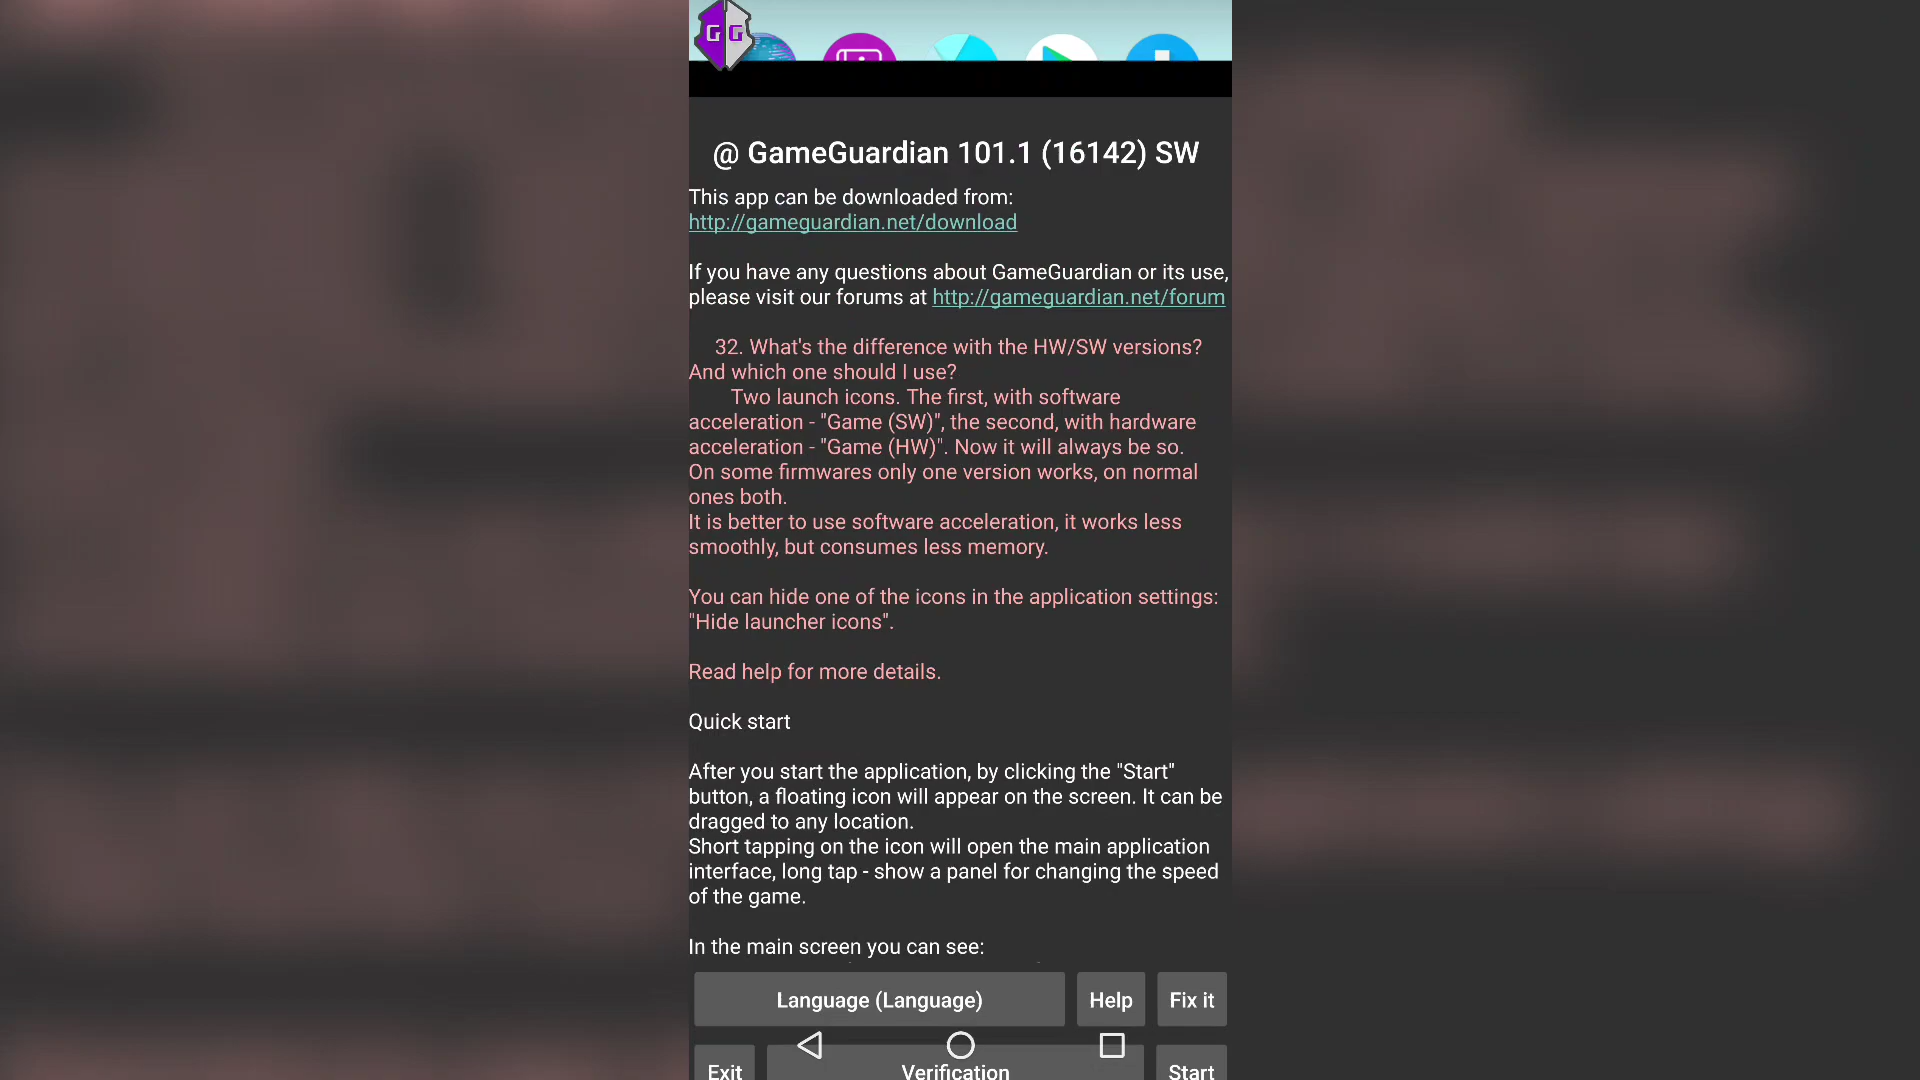 G G
@ GameGuardian 101.1 (16142) SW
This app can be downloaded from:
http://gameguardian.net/download
If you have any questions about GameGuardian or its use,
please visit our forums at http://gameguardian.net/forum
32. What's the difference with the HW/SW versions?
And which one should I use?
Two launch icons. The first, with software
acceleration - "Game (SW)", the second, with hardware
acceleration - "Game (HW)". Now it will always be so.
On some firmwares only one version works, on normal
ones both.
It is better to use software acceleration, it works less
smoothly, but consumes less memory.
You can hide one of the icons in the application settings:
"Hide launcher icons".
Read help for more details.
Quick start
After you start the application, by clicking the "Start"
button, a floating icon will appear on the screen. It can be
dragged to any location.
Short tapping on the icon will open the main application
interface, long tap - show a panel for changing the speed
of the game.
In the main screen you can see:
Language (Language) Help Fix it
Exit Verification Start